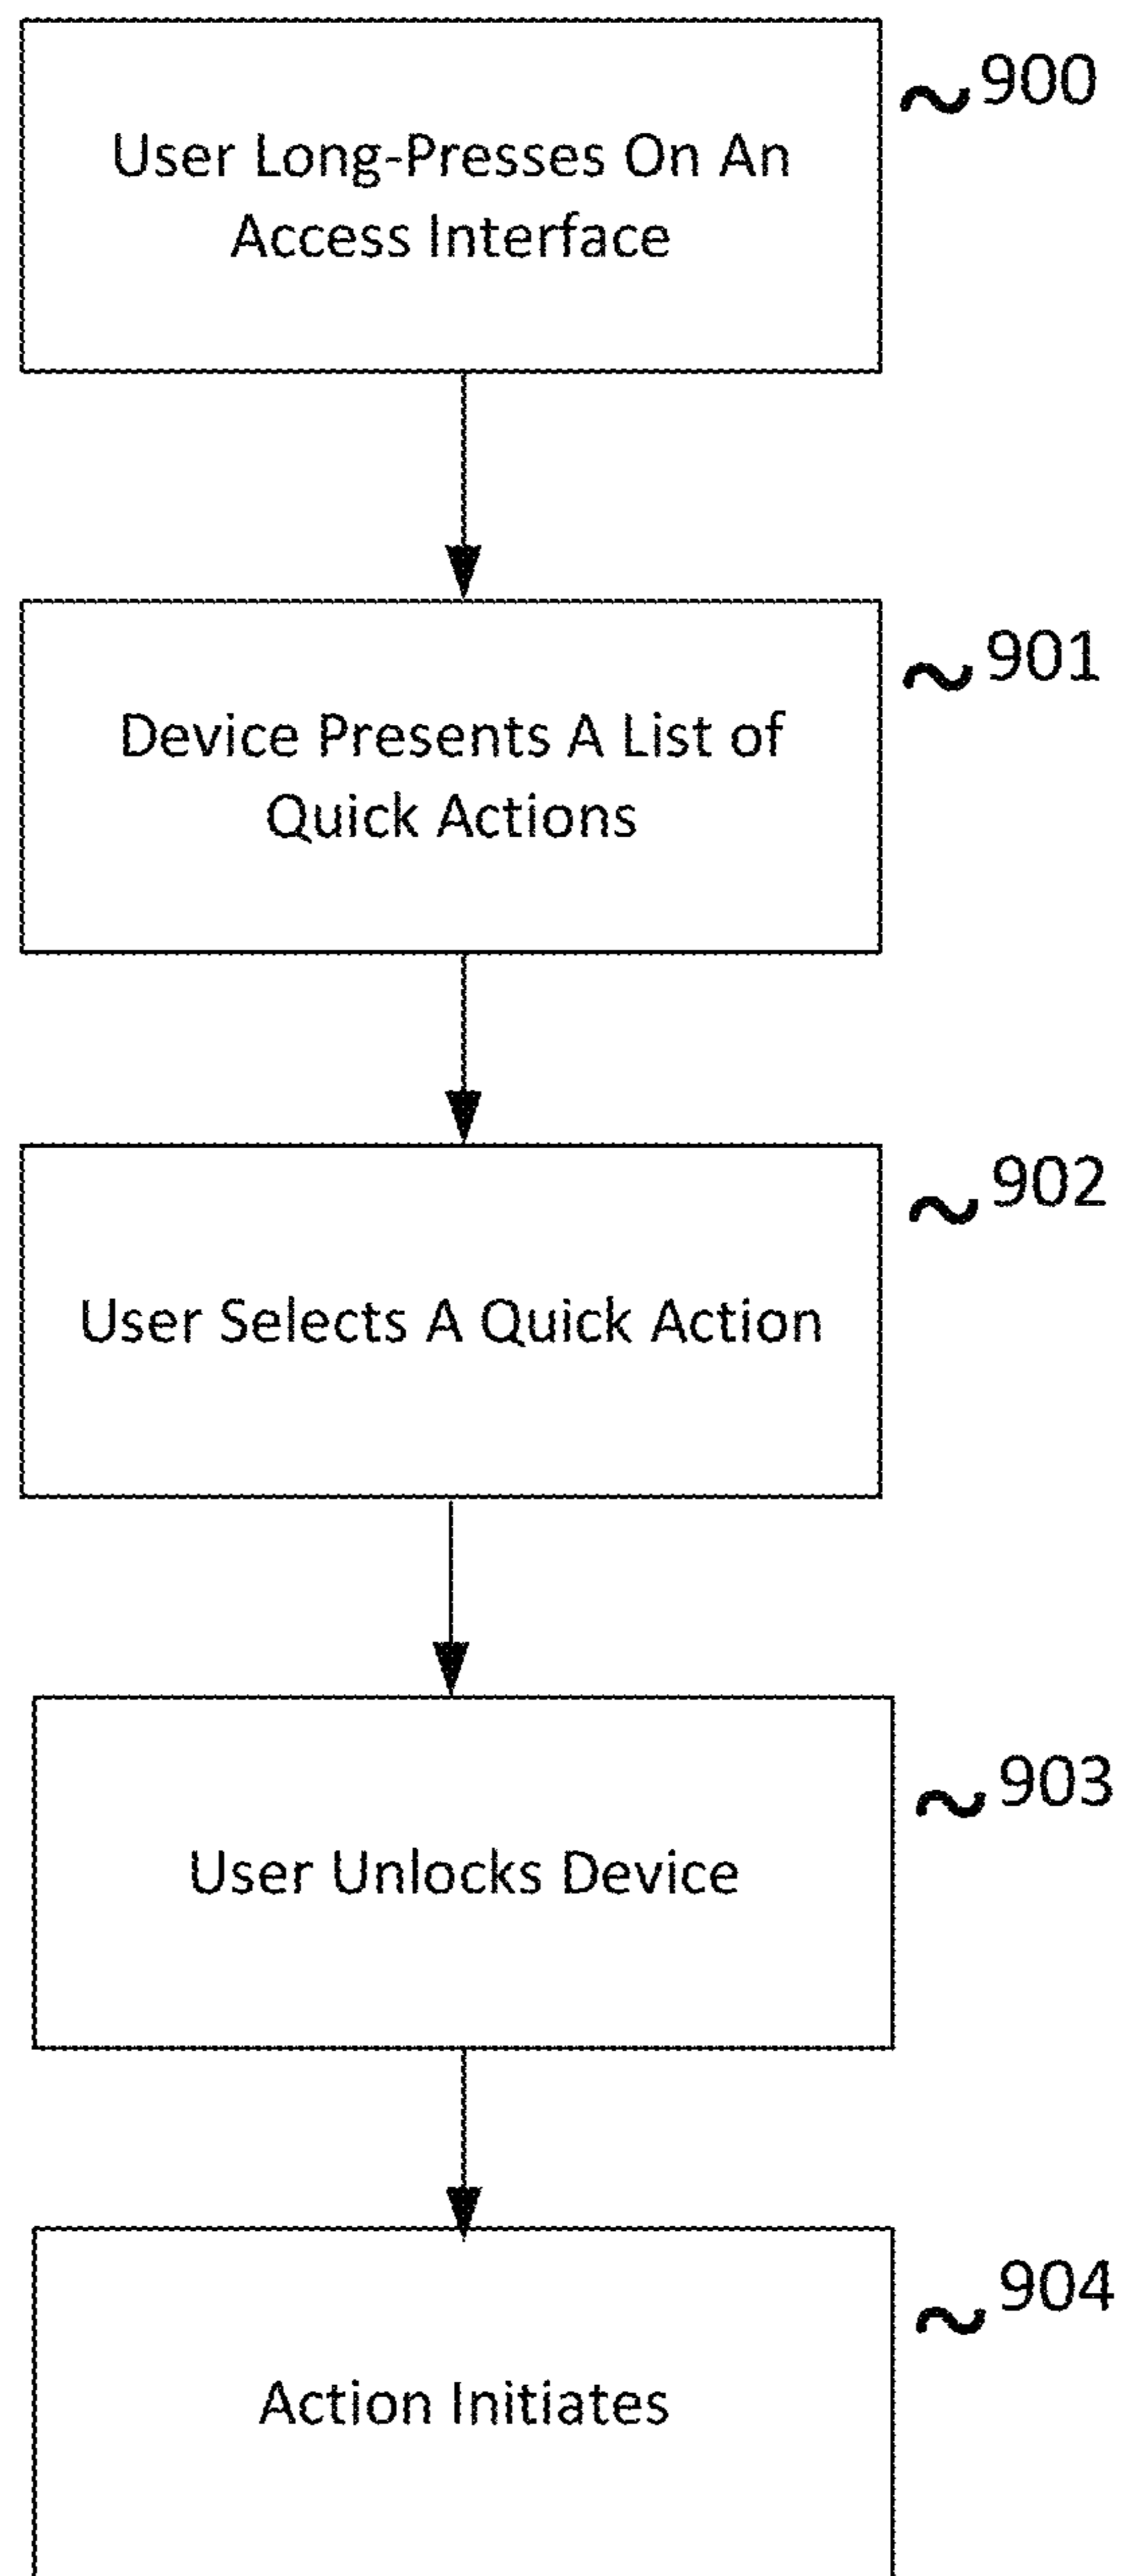 900
User Long-Presses On An
Access Interface
901
Device Presents A List of
Quick Actions
902
User Selects A Quick Action
903
User Unlocks Device
904
Action Initiates